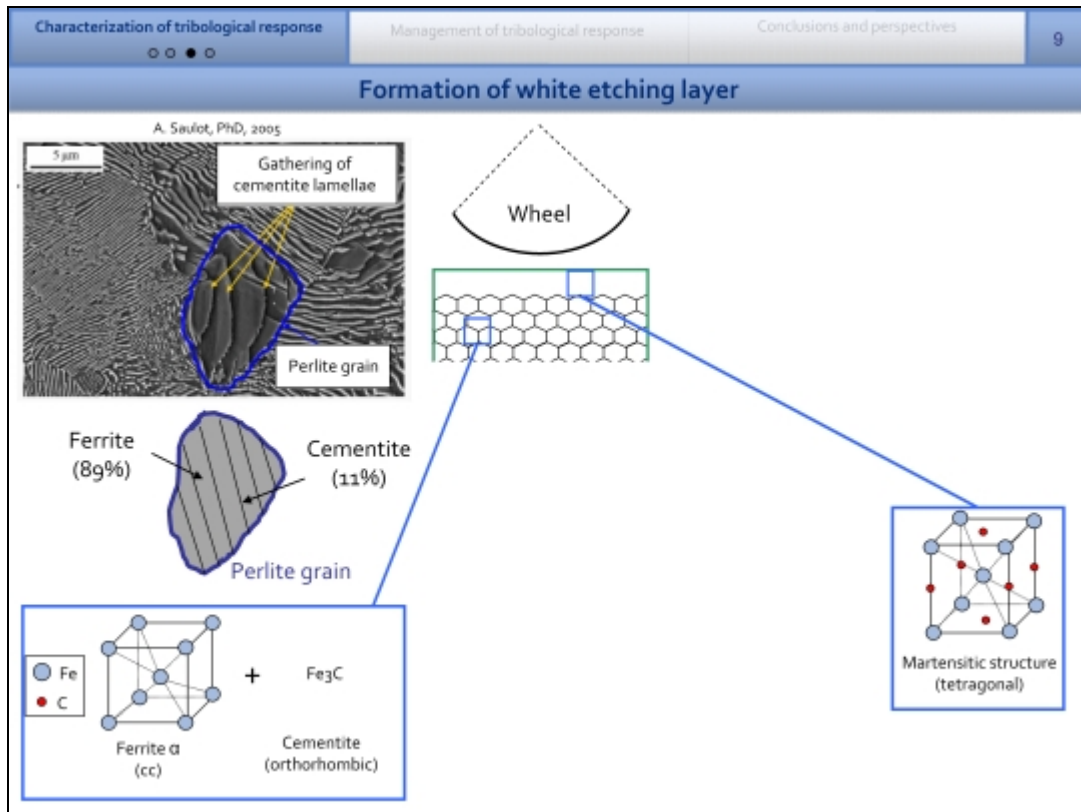 Characterization of tribological response
Management of tribological response
Conclusions and perspectives
9
Formation of white etching layer
A. Saulot, PhD, 2005
5 µm
Gathering of
cementite lamellae
Perlite grain
Wheel
Ferrite
(89%)
Cementite
(11%)
Perlite grain
Fe
C
+
Fe3C
Ferrite α
(cc)
Cementite
(orthorhombic)
Martensitic structure
(tetragonal)